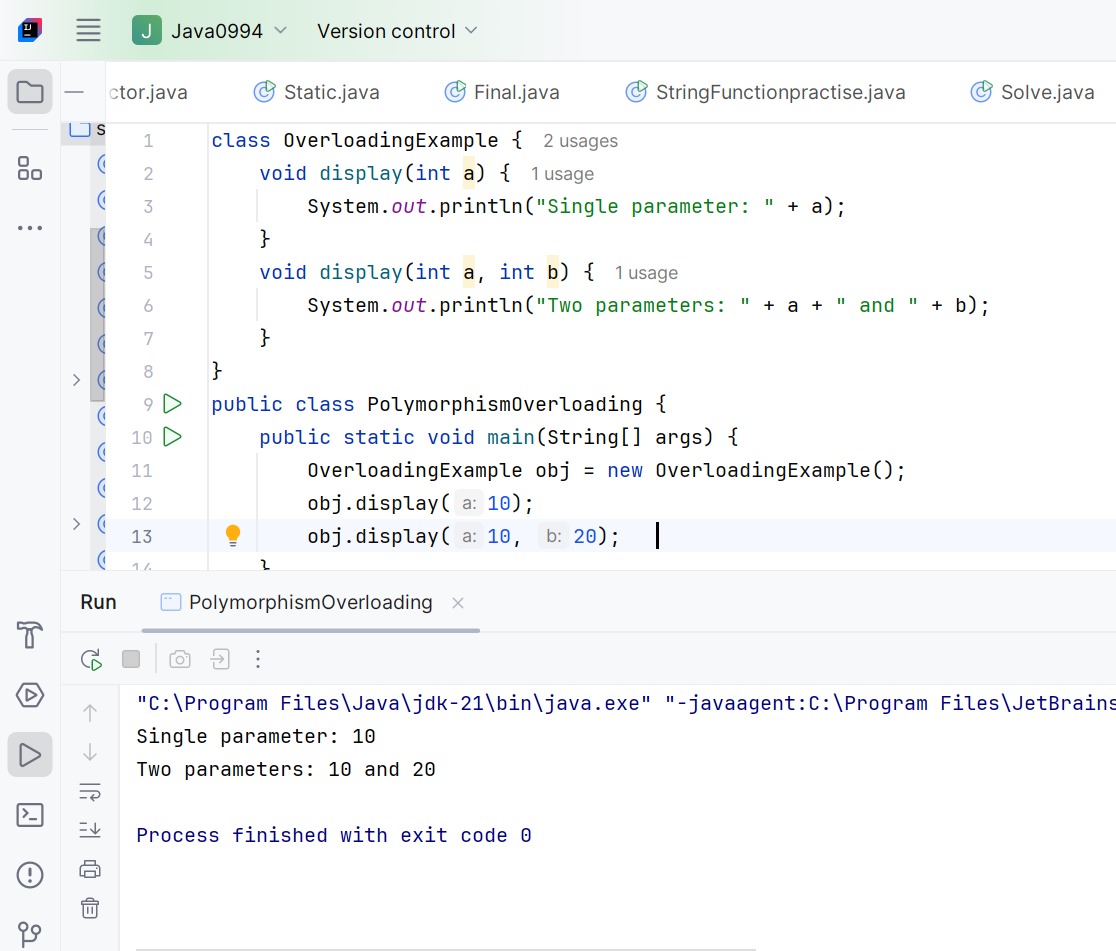 J Java0994 Version control
ctor.java Static.java Final.java StringFunctionpractise.java Solve.java
s
1 class OverloadingExample { 2 usages
2 void display(int a) { 1 usage
3 System.out.println("Single parameter: " + a);
4 }
5 void display(int a, int b) { 1 usage
6 System.out.println("Two parameters: " + a + " and " + b);
7 }
8 }
9 public class PolymorphismOverloading {
10 public static void main(String[] args) {
11 OverloadingExample obj = new OverloadingExample();
12 obj.display( a: 10);
13 obj.display( a: 10, b: 20);
14 }
Run PolymorphismOverloading
"C:\Program Files\Java\jdk-21\bin\java.exe" "-javaagent:C:\Program Files\JetBrains
Single parameter: 10
Two parameters: 10 and 20
Process finished with exit code 0